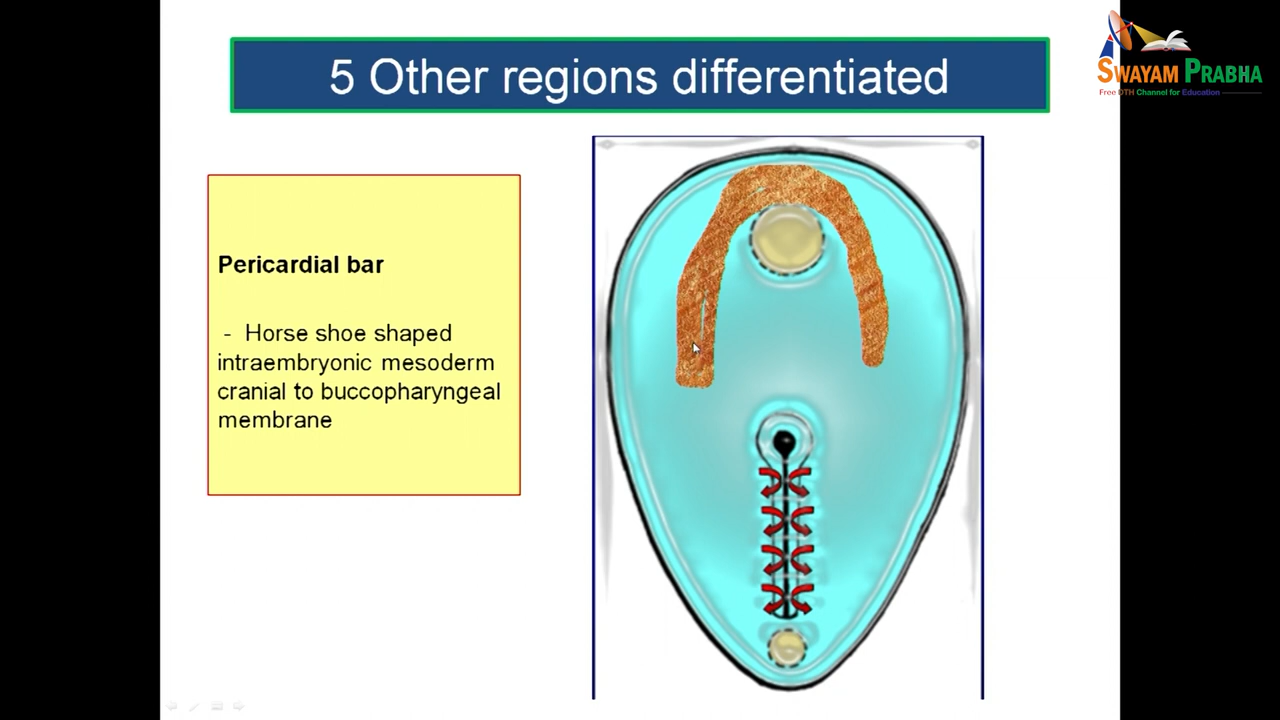 5 Other regions differentiated
SWAYAM PRABHA
Free DTH Channel for Education
Pericardial bar
- Horse shoe shaped
intraembryonic mesoderm
cranial to buccopharyngeal
membrane